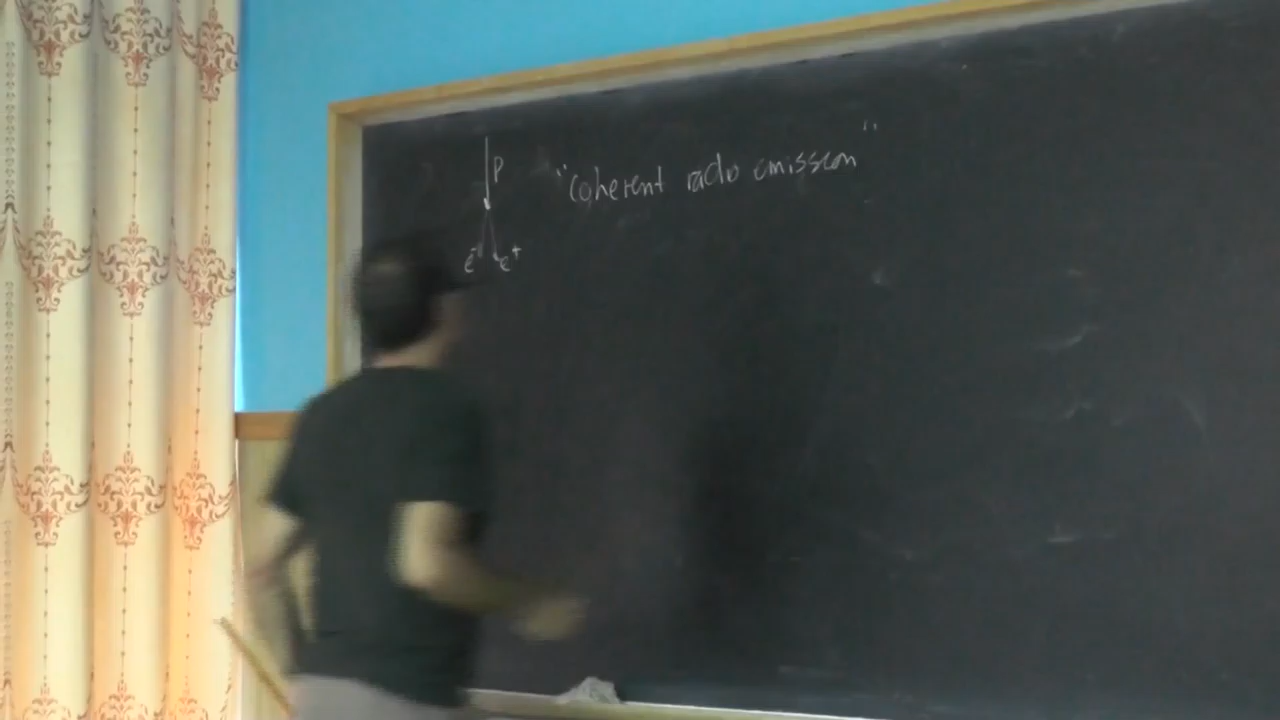 P
"coherent radio emission"
e⁻ e⁺